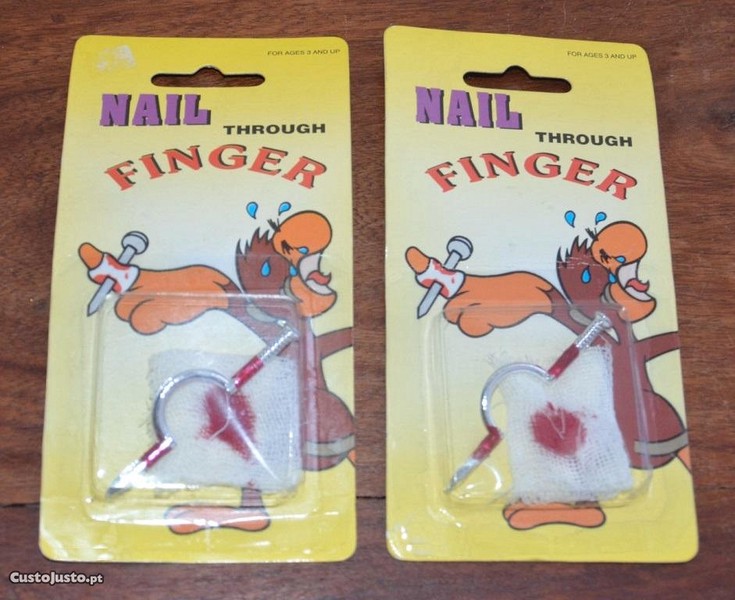 FOR AGES 3 AND UP
NAIL
THROUGH
FINGER
FOR AGES 3 AND UP
NAIL
THROUGH
FINGER
CustoJusto.pt